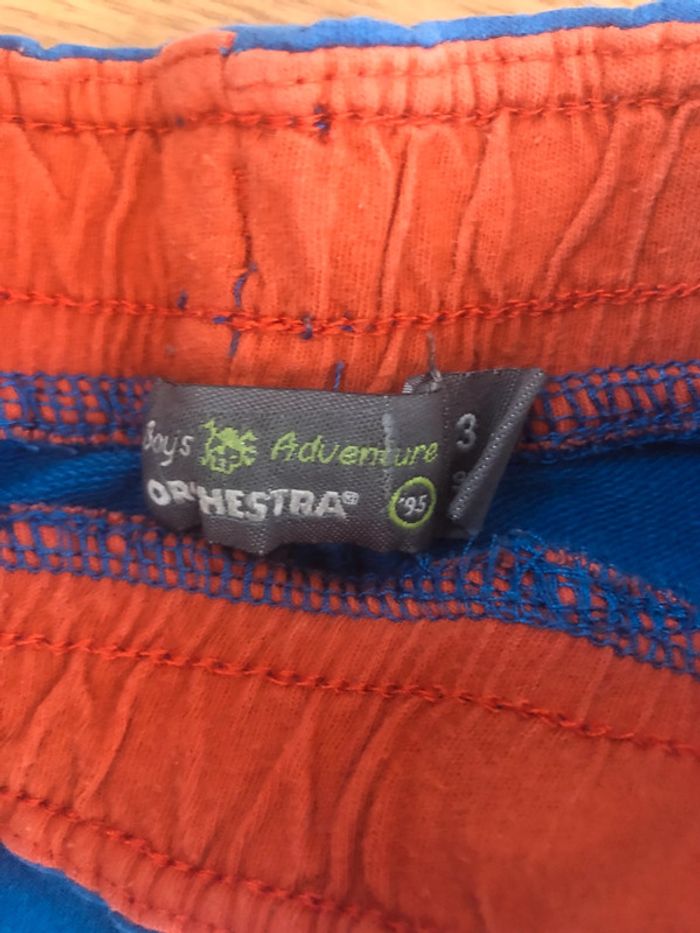 Boys Adventure
ORCHESTRA®
'95
3